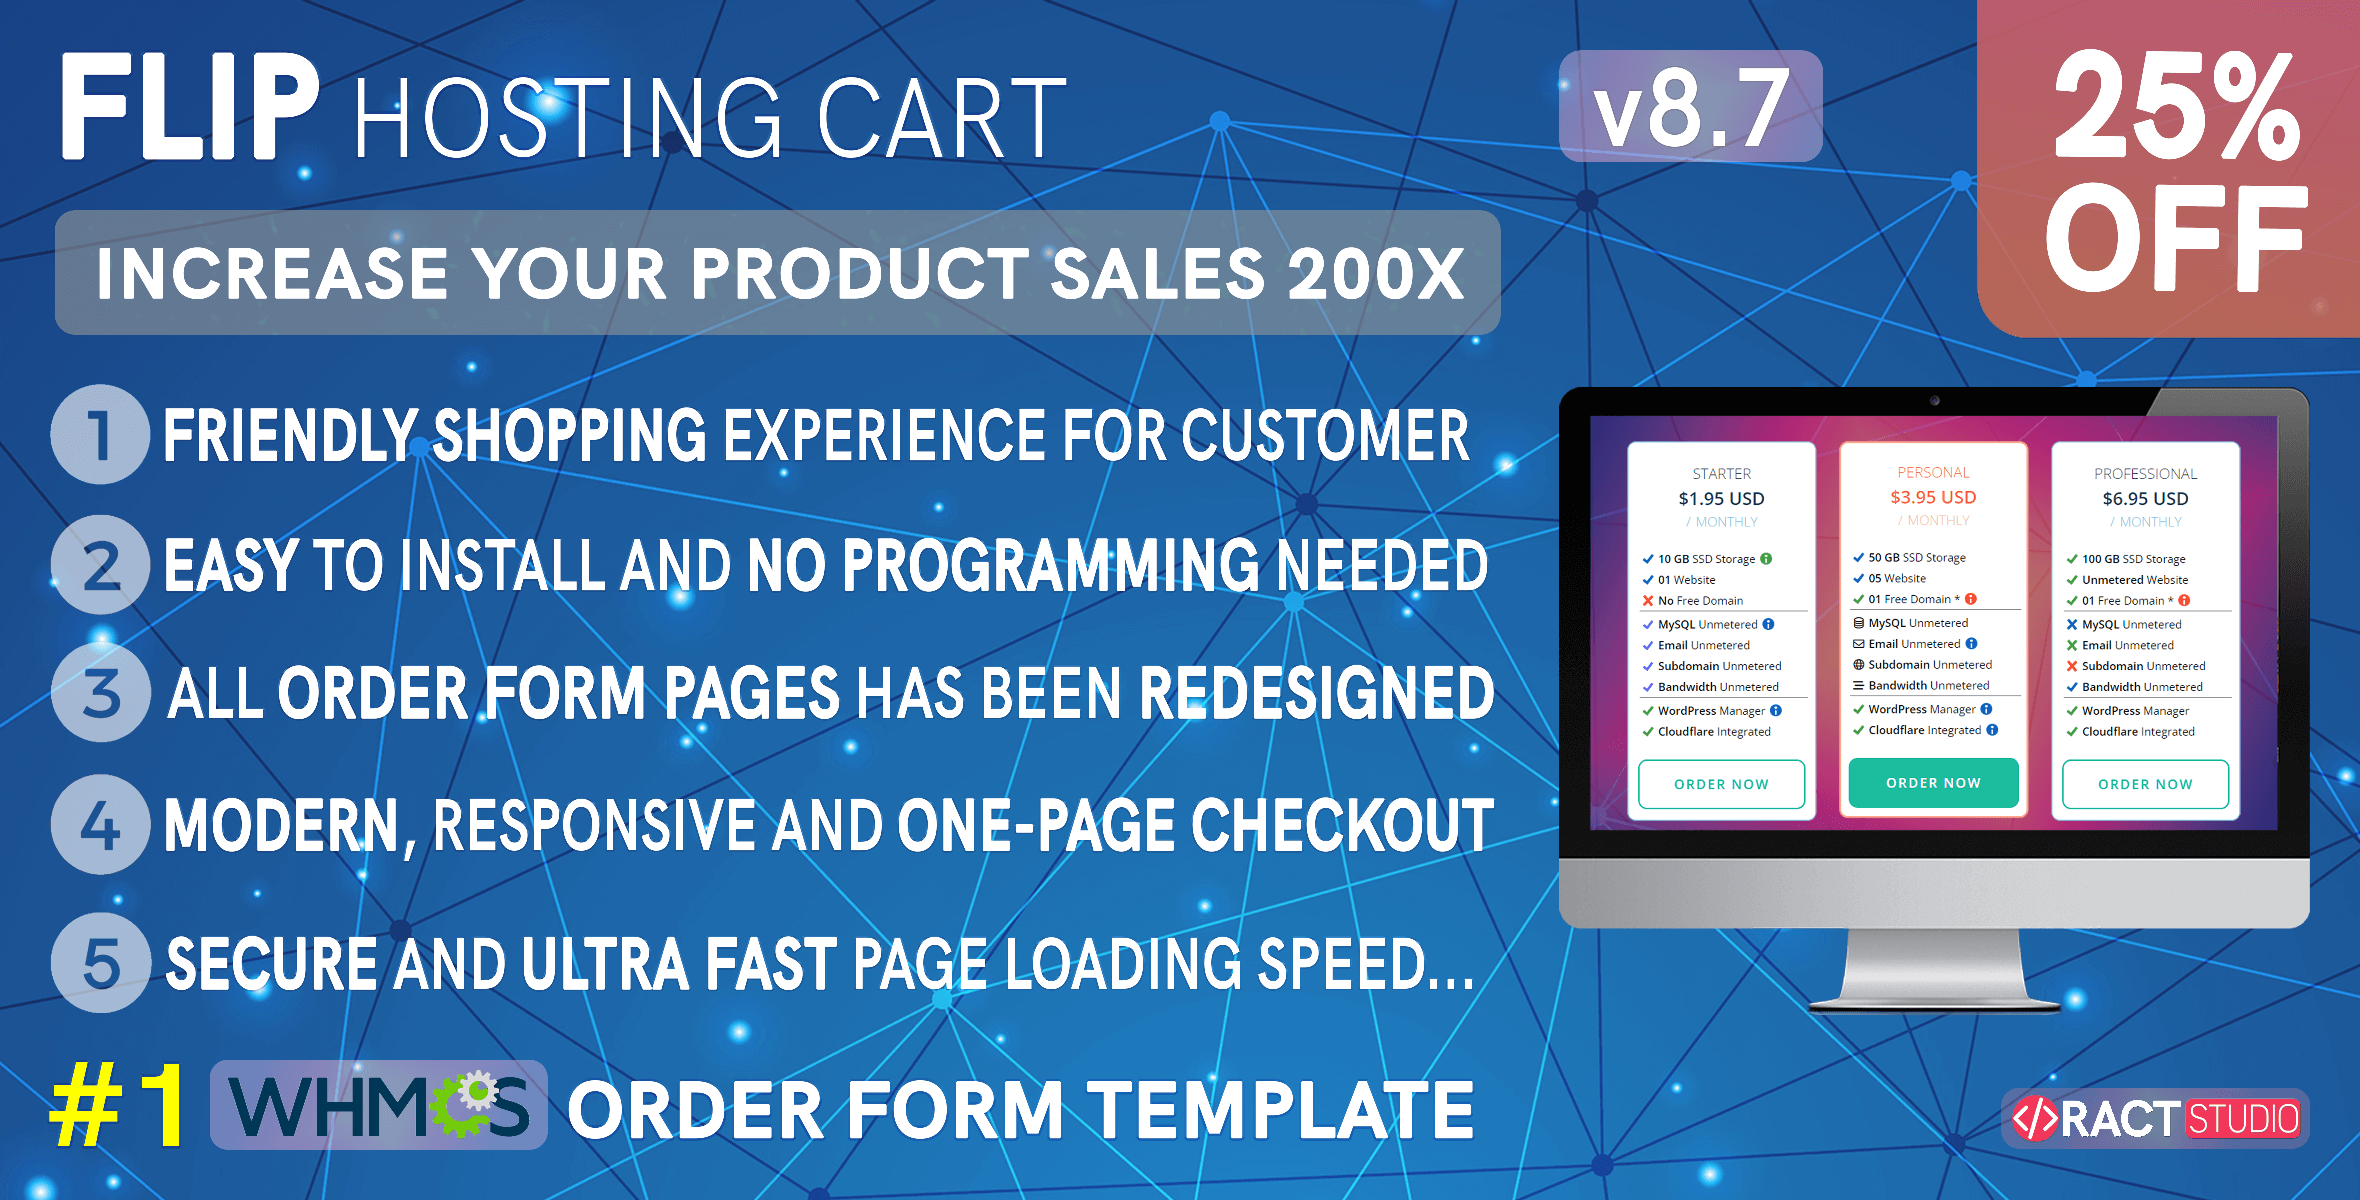 FLIP HOSTING CART
v8.7
25%
OFF
INCREASE YOUR PRODUCT SALES 200X
1 FRIENDLY SHOPPING EXPERIENCE FOR CUSTOMER
2 EASY TO INSTALL AND NO PROGRAMMING NEEDED
3 ALL ORDER FORM PAGES HAS BEEN REDESIGNED
4 MODERN, RESPONSIVE AND ONE-PAGE CHECKOUT
5 SECURE AND ULTRA FAST PAGE LOADING SPEED...
#1 WHMCS ORDER FORM TEMPLATE
STARTER
$1.95 USD
/ MONTHLY
10 GB SSD Storage
01 Website
No Free Domain
MySQL Unmetered
Email Unmetered
Subdomain Unmetered
Bandwidth Unmetered
WordPress Manager
Cloudflare Integrated
ORDER NOW
PERSONAL
$3.95 USD
/ MONTHLY
50 GB SSD Storage
05 Website
01 Free Domain *
MySQL Unmetered
Email Unmetered
Subdomain Unmetered
Bandwidth Unmetered
WordPress Manager
Cloudflare Integrated
ORDER NOW
PROFESSIONAL
$6.95 USD
/ MONTHLY
100 GB SSD Storage
Unmetered Website
01 Free Domain *
MySQL Unmetered
Email Unmetered
Subdomain Unmetered
Bandwidth Unmetered
WordPress Manager
Cloudflare Integrated
ORDER NOW
</> RACT STUDIO